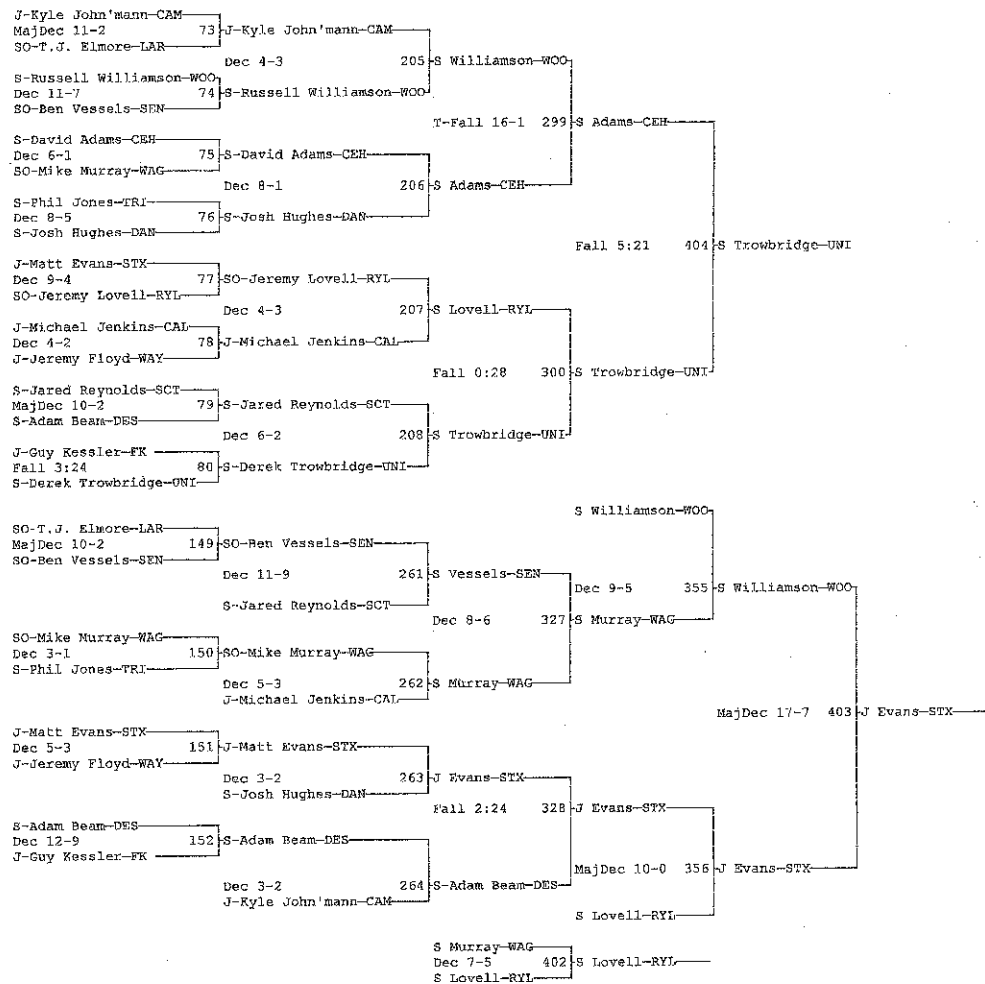 J-Kyle John'mann-CAM
MajDec 11-2 73 J-Kyle John'mann-CAM
SO-T.J. Elmore-LAR
Dec 4-3 205 S Williamson-WOO
S-Russell Williamson-WOO
Dec 11-7 74 S-Russell Williamson-WOO
SO-Ben Vessels-SEN
T-Fall 16-1 299 S Adams-CEH
S-David Adams-CEH
Dec 6-1 75 S-David Adams-CEH
SO-Mike Murray-WAG
Dec 8-1 206 S Adams-CEH
S-Phil Jones-TRI
Dec 8-5 76 S-Josh Hughes-DAN
S-Josh Hughes-DAN
Fall 5:21 404 S Trowbridge-UNI
J-Matt Evans-STX
Dec 9-4 77 SO-Jeremy Lovell-RYL
SO-Jeremy Lovell-RYL
Dec 4-3 207 S Lovell-RYL
J-Michael Jenkins-CAL
Dec 4-2 78 J-Michael Jenkins-CAL
J-Jeremy Floyd-WAY
Fall 0:28 300 S Trowbridge-UNI
S-Jared Reynolds-SCT
MajDec 10-2 79 S-Jared Reynolds-SCT
S-Adam Beam-DES
Dec 6-2 208 S Trowbridge-UNI
J-Guy Kessler-FK
Fall 3:24 80 S-Derek Trowbridge-UNI
S-Derek Trowbridge-UNI
S Williamson-WOO
SO-T.J. Elmore-LAR
MajDec 10-2 149 SO-Ben Vessels-SEN
SO-Ben Vessels-SEN
Dec 11-9 261 S Vessels-SEN
Dec 9-5 355 S Williamson-WOO
S-Jared Reynolds-SCT
Dec 8-6 327 S Murray-WAG
SO-Mike Murray-WAG
Dec 3-1 150 SO-Mike Murray-WAG
S-Phil Jones-TRI
Dec 5-3 262 S Murray-WAG
J-Michael Jenkins-CAL
MajDec 17-7 403 J Evans-STX
J-Matt Evans-STX
Dec 5-3 151 J-Matt Evans-STX
J-Jeremy Floyd-WAY
Dec 3-2 263 J Evans-STX
S-Josh Hughes-DAN
Fall 2:24 328 J Evans-STX
S-Adam Beam-DES
Dec 12-9 152 S-Adam Beam-DES
J-Guy Kessler-FK
MajDec 10-0 356 J Evans-STX
Dec 3-2 264 S-Adam Beam-DES
J-Kyle John'mann-CAM
S Lovell-RYL
S Murray-WAG
Dec 7-5 402 S Lovell-RYL
S Lovell-RYL